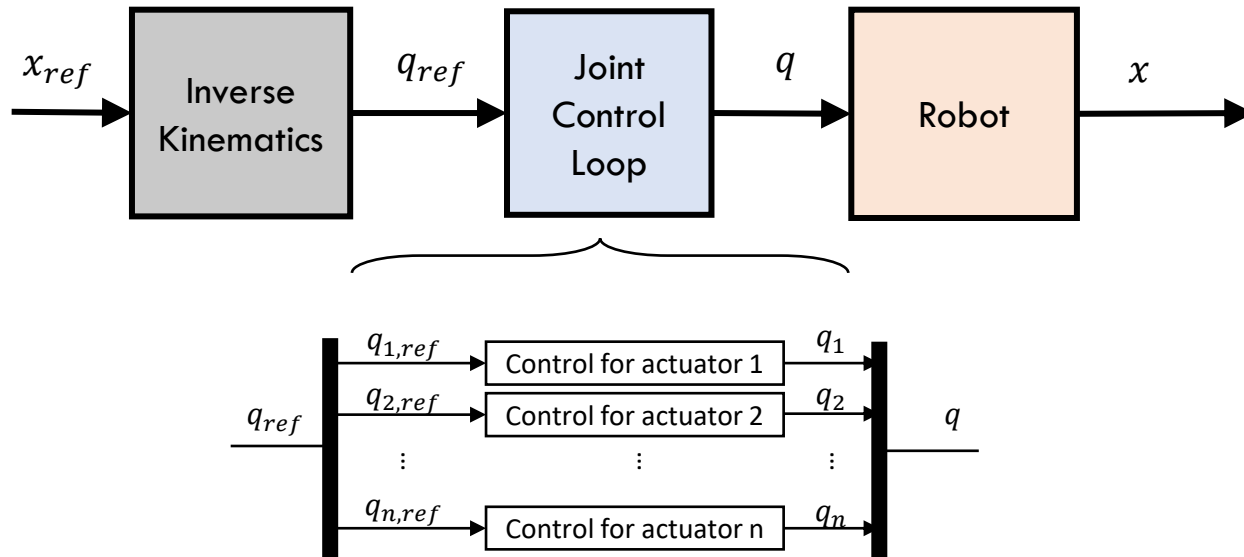 x_ref
Inverse
Kinematics
q_ref
Joint
Control
Loop
q
Robot
x
q_ref
q_1,ref
Control for actuator 1
q_1
q_2,ref
Control for actuator 2
q_2
⋮ ⋮ ⋮
q_n,ref
Control for actuator n
q_n
q